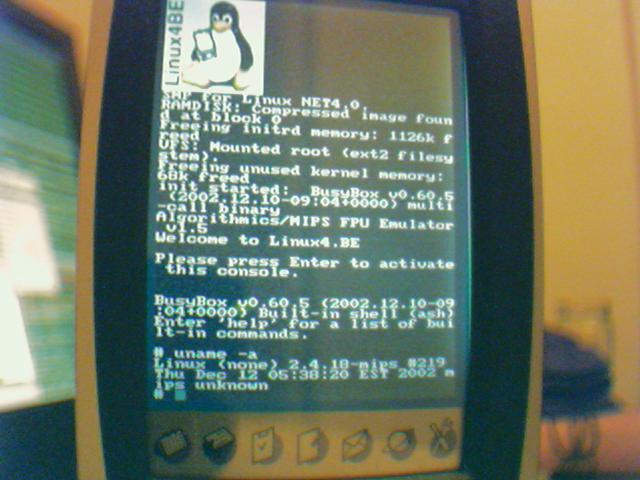 Linux4BE
SMP for Linux NET4.0.
RAMDISK: Compressed image foun
d at block 0
Freeing initrd memory: 1126k f
reed
VFS: Mounted root (ext2 filesy
stem).
Freeing unused kernel memory:
68k freed
init started:  BusyBox v0.60.5
 (2002.12.10-09:04+0000) multi
-call binary
Algorithmics/MIPS FPU Emulator
 v1.5
Welcome to Linux4.BE
Please press Enter to activate
 this console.
BusyBox v0.60.5 (2002.12.10-09
:04+0000) Built-in shell (ash)
Enter 'help' for a list of bui
lt-in commands.
# uname -a
Linux (none) 2.4.18-mips #219
Thu Dec 12 05:38:20 EST 2002 m
ips unknown
#